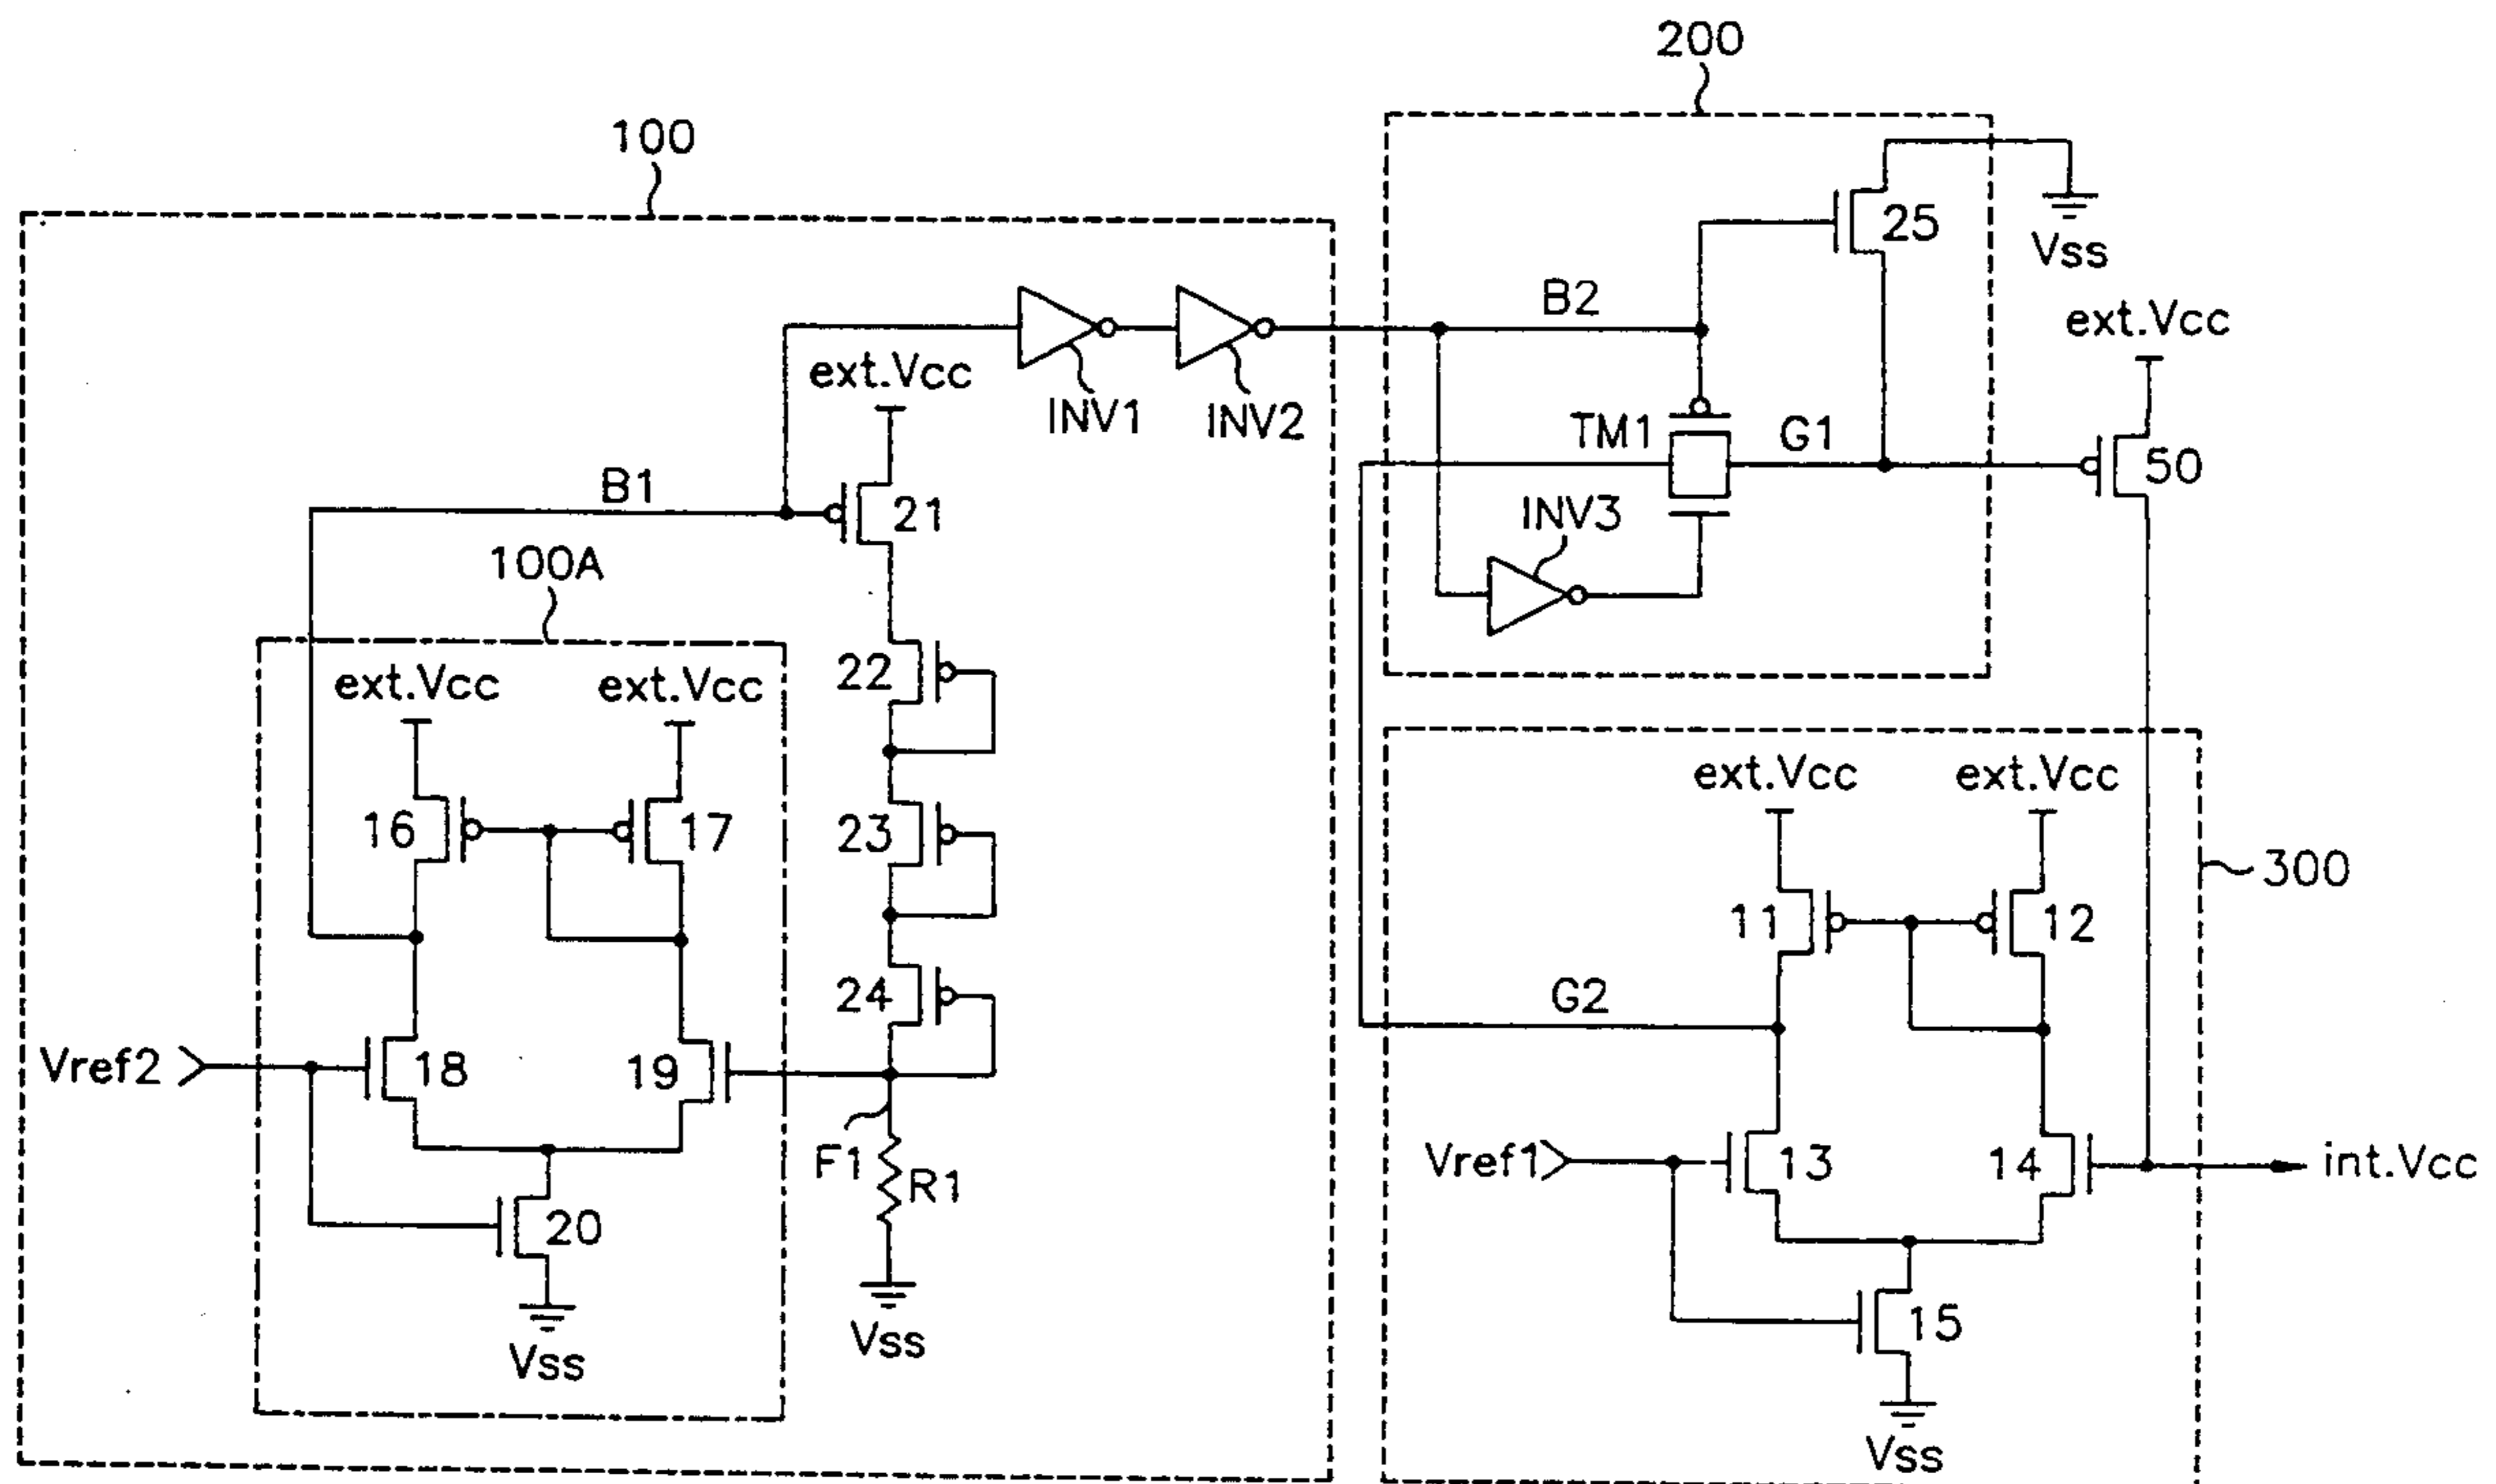 200
100
25
Vss
B2
ext.Vcc
ext.Vcc
INV1
INV2
TM1
G1
50
B1
21
INV3
100A
22
ext.Vcc
ext.Vcc
ext.Vcc
ext.Vcc
16
17
23
300
11
12
24
G2
Vref2
18
19
F1
R1
Vref1
13
14
int.Vcc
20
15
Vss
Vss
Vss